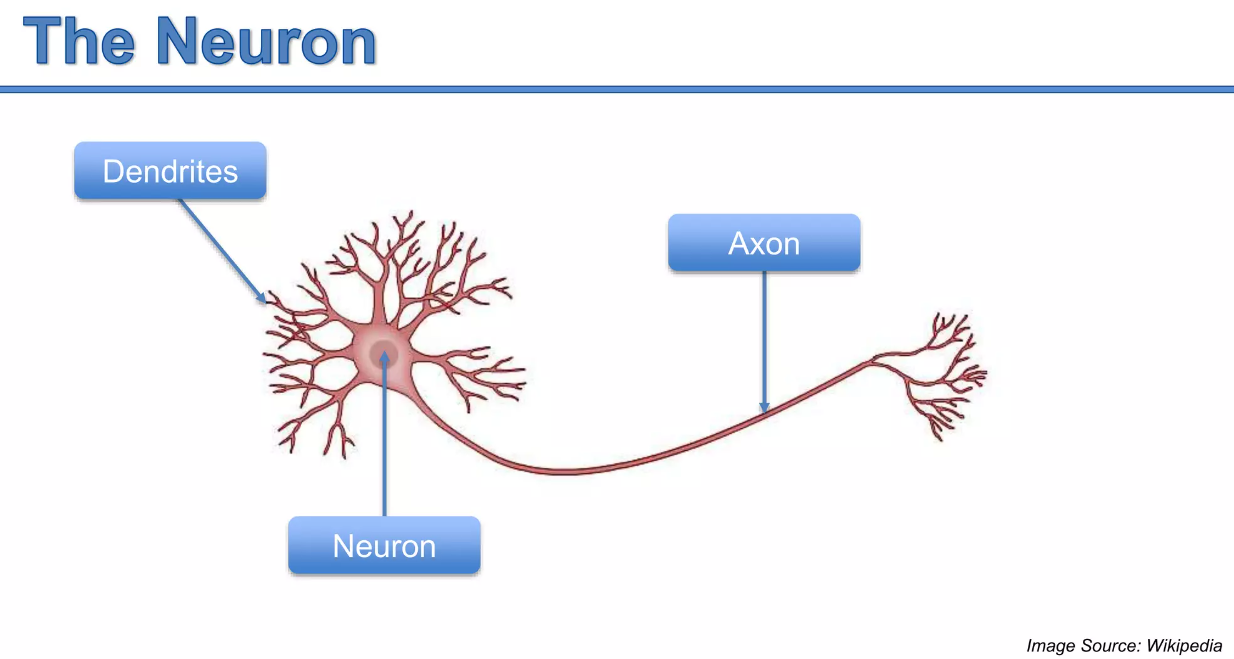 The Neuron
Dendrites
Axon
Neuron
Image Source: Wikipedia